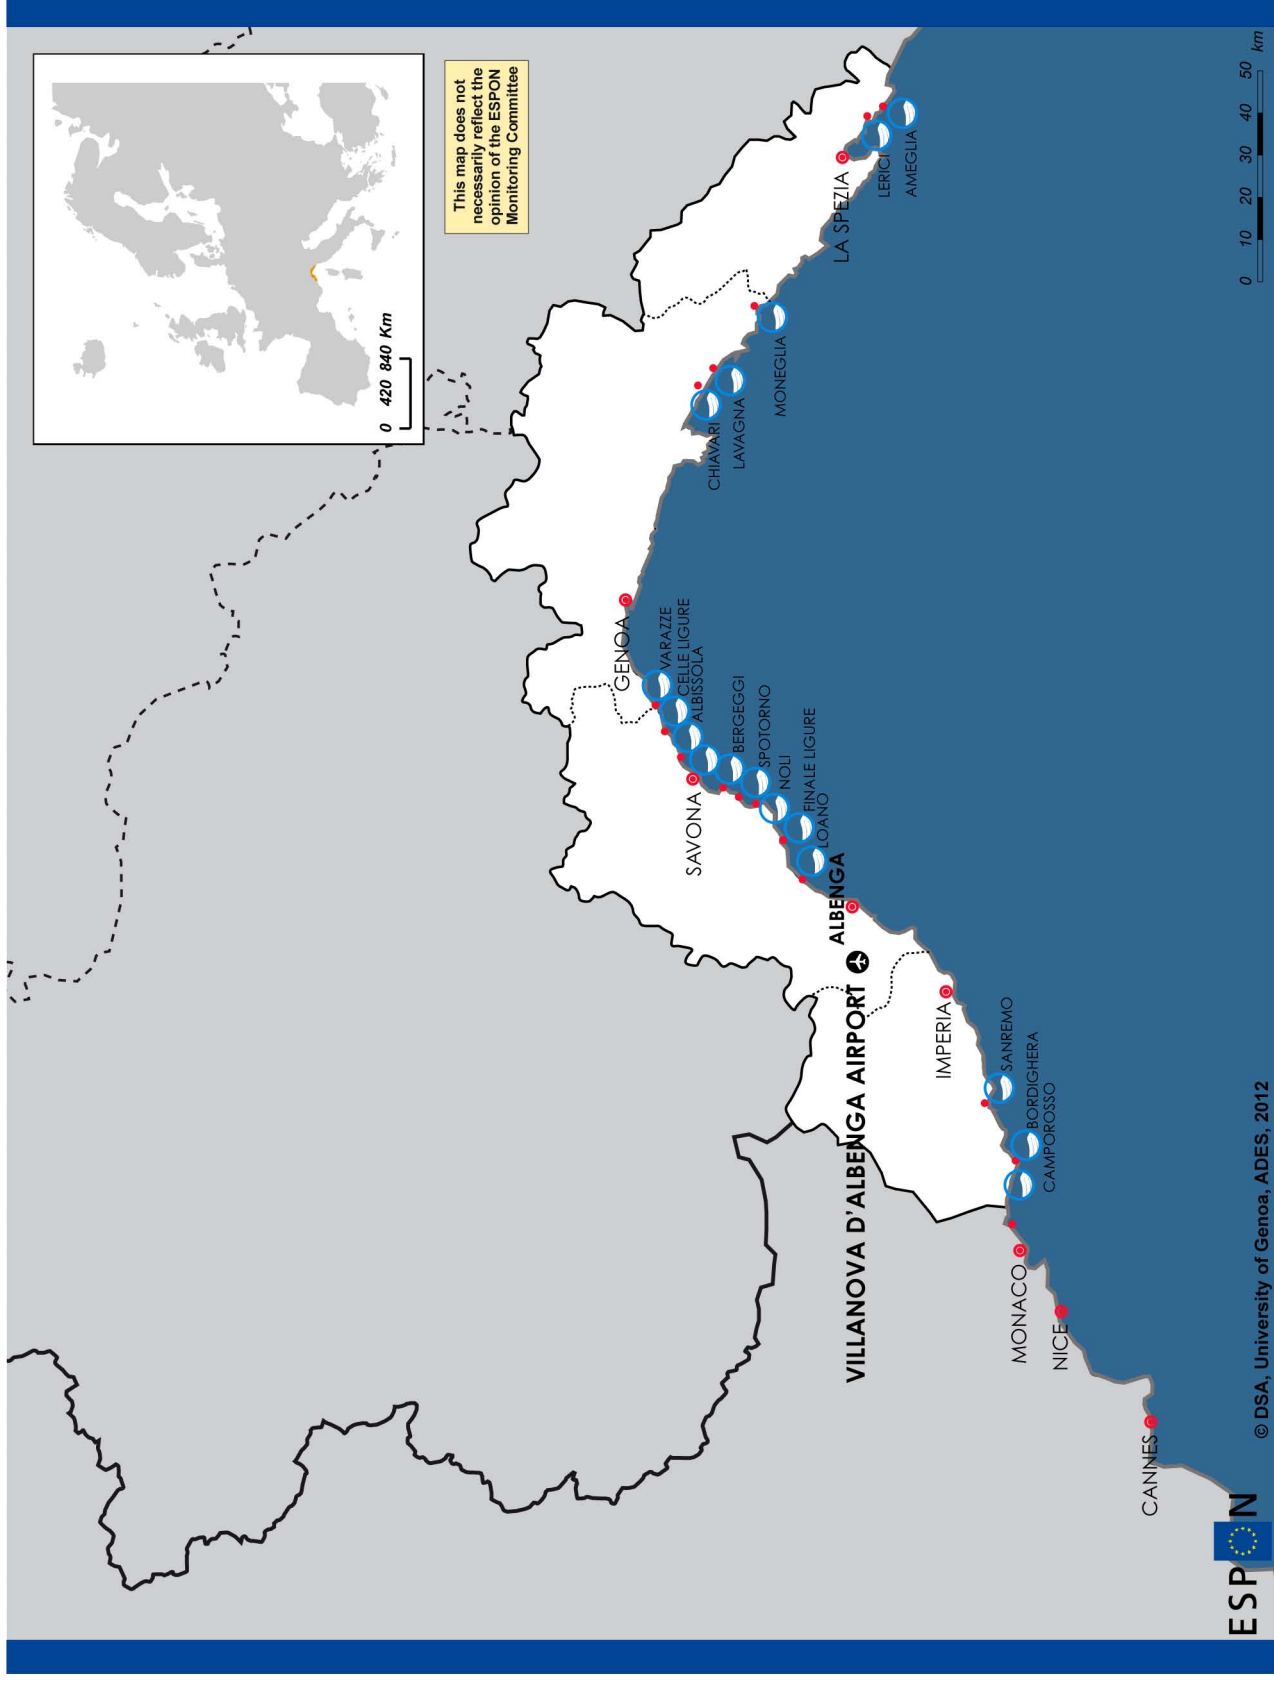 0 420 840 Km
This map does not
necessarily reflect the
opinion of the ESPON
Monitoring Committee
GENOA
VARAZZE
CELLE LIGURE
ALBISSOLA
SAVONA
BERGEGGI
SPOTORNO
NOLI
FINALE LIGURE
LOANO
ALBENGA
VILLANOVA D'ALBENGA AIRPORT
IMPERIA
SANREMO
BORDIGHERA
CAMPOROSSO
MONACO
NICE
CANNES
CHIAVARI
LAVAGNA
MONEGLIA
LA SPEZIA
LERICI
AMEGLIA
ESPON
© DSA, University of Genoa, ADES, 2012
0 10 20 30 40 50 km